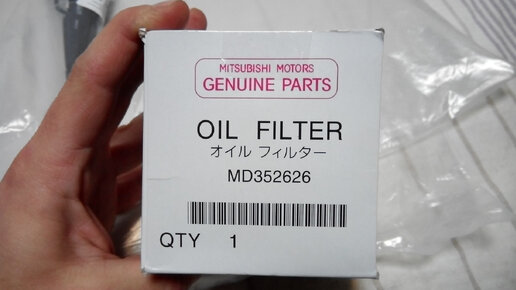 MITSUBISHI MOTORS
GENUINE PARTS
OIL FILTER
オイル フィルター
MD352626
QTY 1